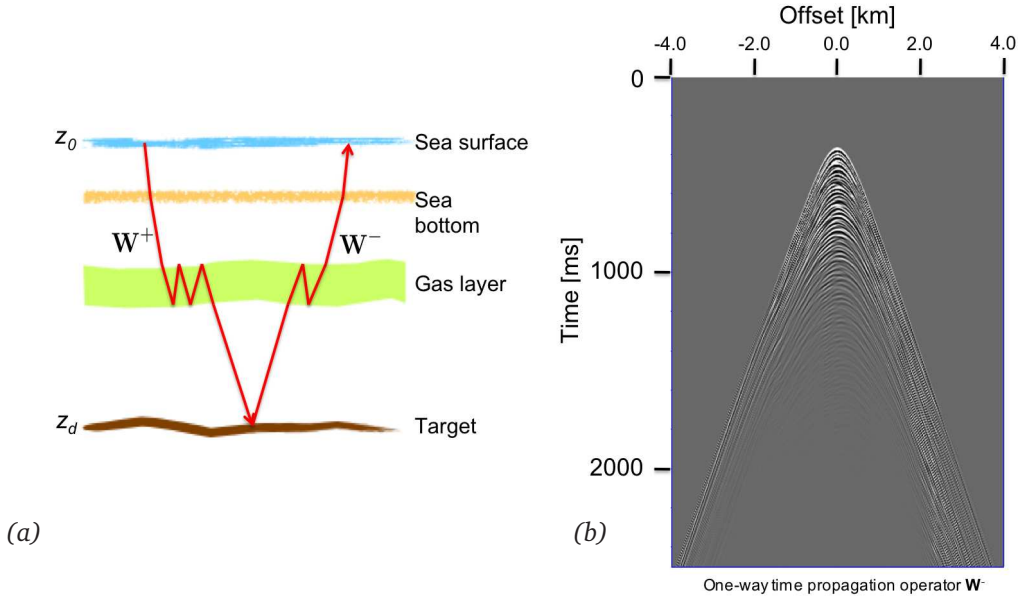 z₀
Sea surface
Sea
bottom
W⁺
W⁻
Gas layer
z_d
Target
(a)
Offset [km]
-4.0 -2.0 0.0 2.0 4.0
0
1000
2000
Time [ms]
(b)
One-way time propagation operator W⁻